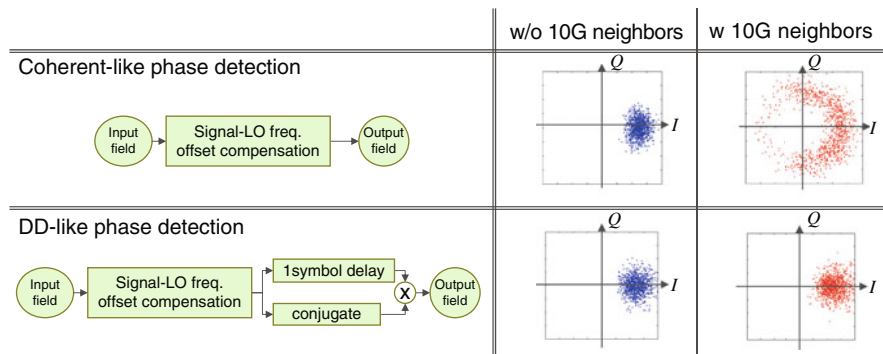 w/o 10G neighbors
w 10G neighbors
Coherent-like phase detection
Input
field
Signal-LO freq.
offset compensation
Output
field
Q
I
Q
I
DD-like phase detection
Input
field
Signal-LO freq.
offset compensation
1symbol delay
conjugate
X
Output
field
Q
I
Q
I